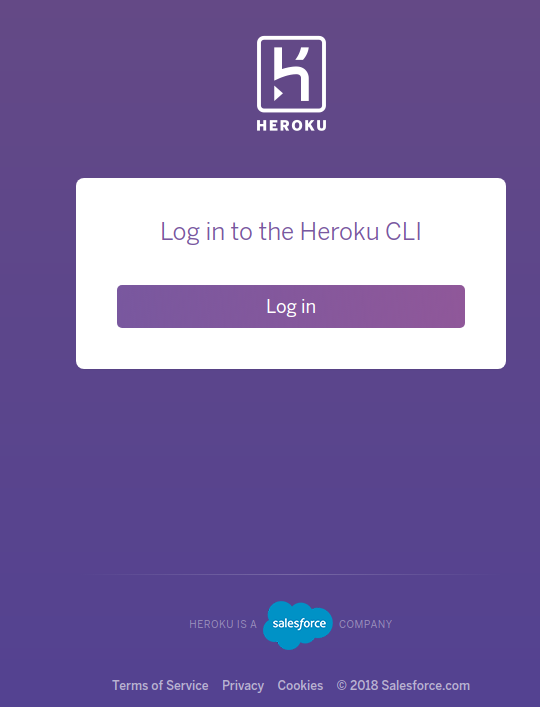 HEROKU
Log in to the Heroku CLI
Log in
HEROKU IS A salesforce COMPANY
Terms of Service Privacy Cookies © 2018 Salesforce.com